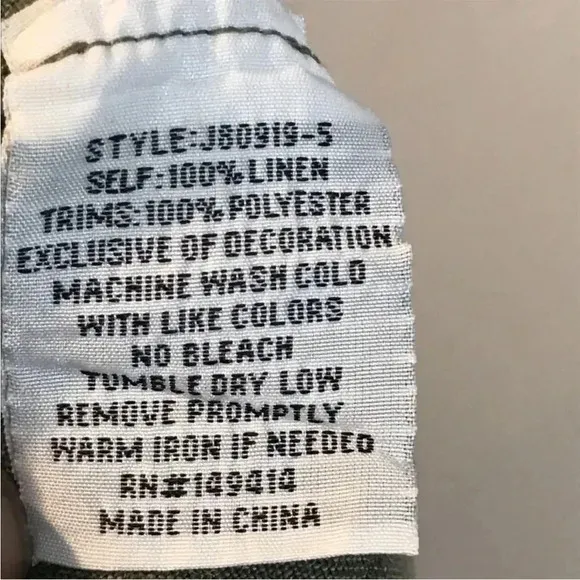 STYLE:J80919-5
SELF:100% LINEN
TRIMS:100% POLYESTER
EXCLUSIVE OF DECORATION
MACHINE WASH COLD
WITH LIKE COLORS
NO BLEACH
TUMBLE DRY LOW
REMOVE PROMPTLY
WARM IRON IF NEEDED
RN#149414
MADE IN CHINA